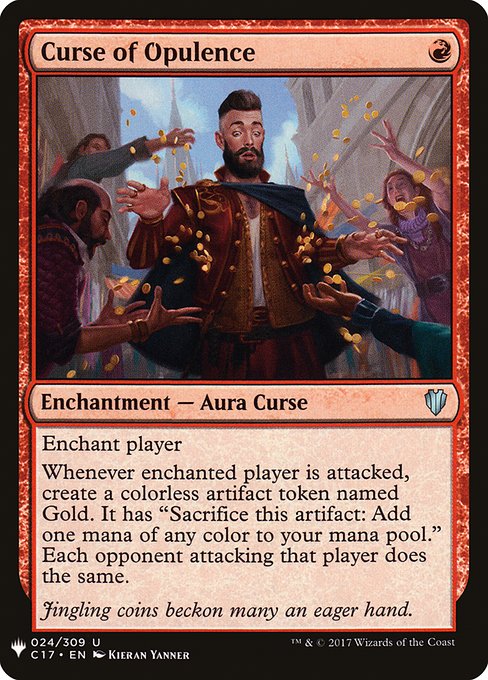 Curse of Opulence
Enchantment — Aura Curse
Enchant player
Whenever enchanted player is attacked,
create a colorless artifact token named
Gold. It has “Sacrifice this artifact: Add
one mana of any color to your mana pool.”
Each opponent attacking that player does
the same.
Jingling coins beckon many an eager hand.
024/309 U
C17 • EN Kieran Yanner
™ & © 2017 Wizards of the Coast